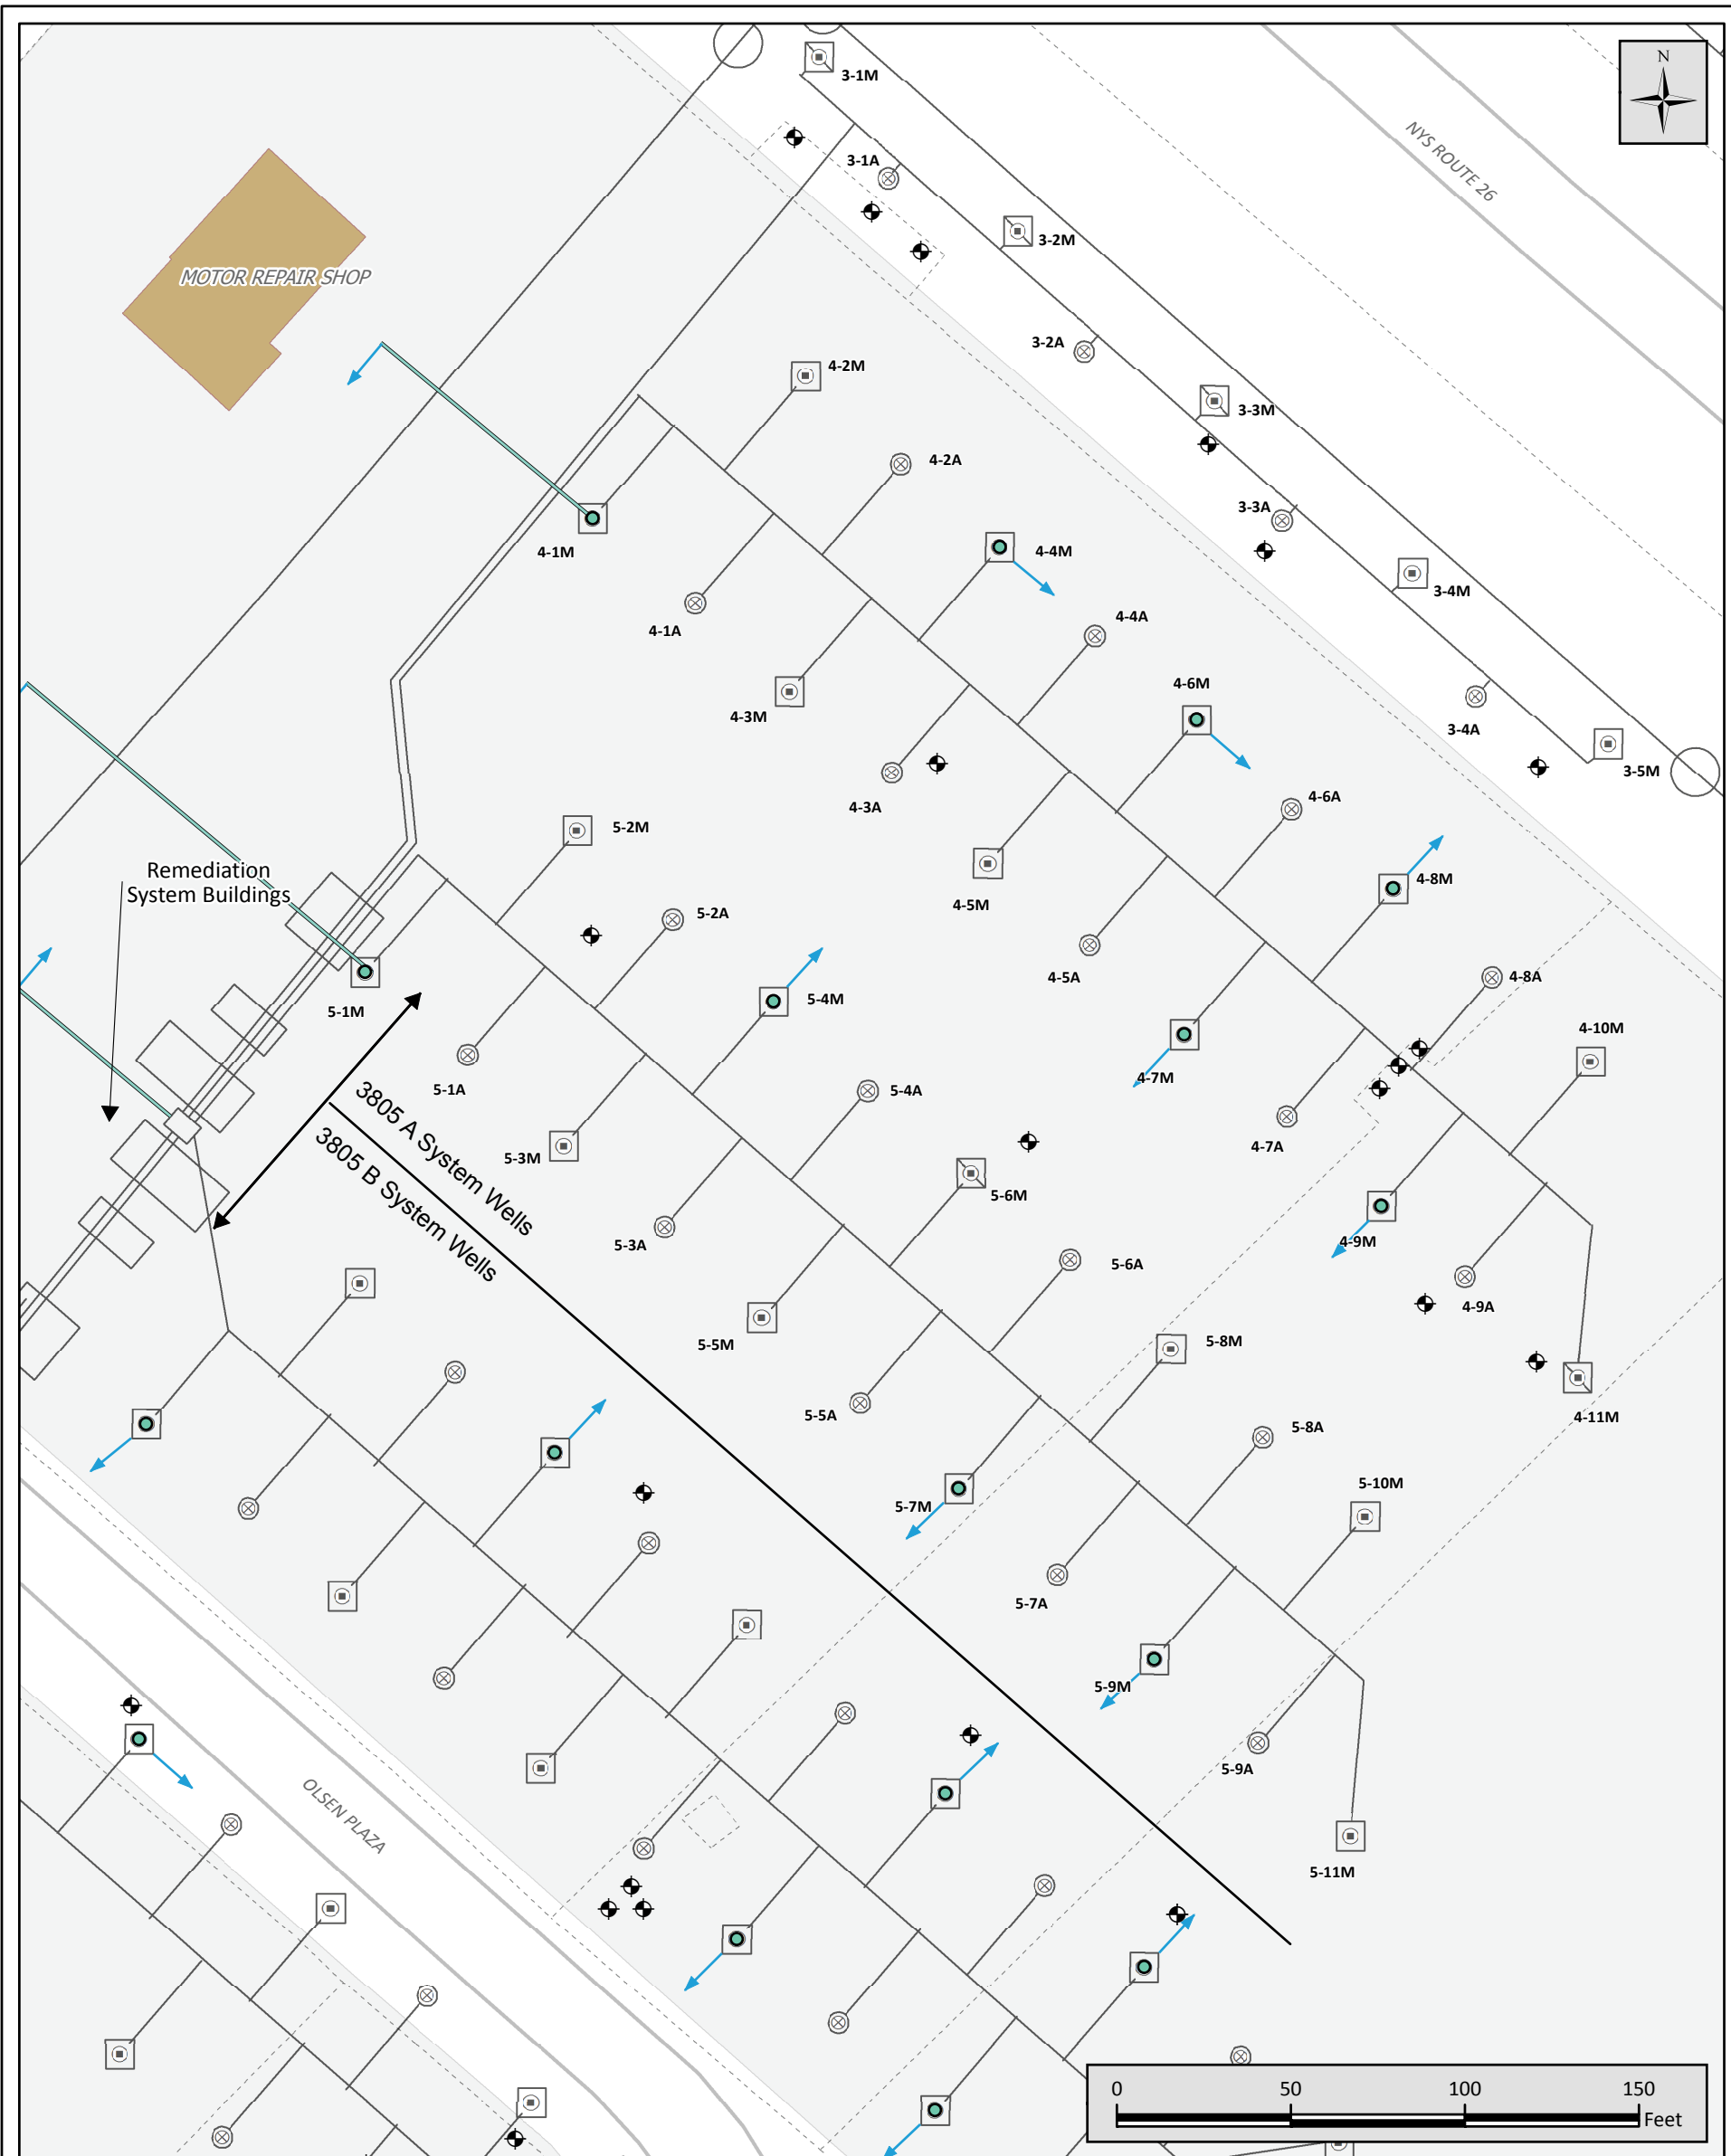 N
3-1M
NYS ROUTE 26
3-1A
3-2M
MOTOR REPAIR SHOP
3-2A
4-2M
3-3M
4-2A
3-3A
4-1M
4-4M
3-4M
4-4A
4-1A
4-6M
4-3M
3-4A
3-5M
4-6A
4-3A
5-2M
Remediation
System Buildings
4-8M
4-5M
5-2A
4-5A
4-8A
5-4M
5-1M
4-10M
4-7M
5-1A
5-4A
3805 A System Wells
4-7A
5-3M
3805 B System Wells
5-6M
4-9M
5-3A
5-6A
4-9A
5-5M
5-8M
5-5A
4-11M
5-8A
5-10M
5-7M
5-7A
5-9M
5-9A
OLSEN PLAZA
5-11M
0 50 100 150
Feet